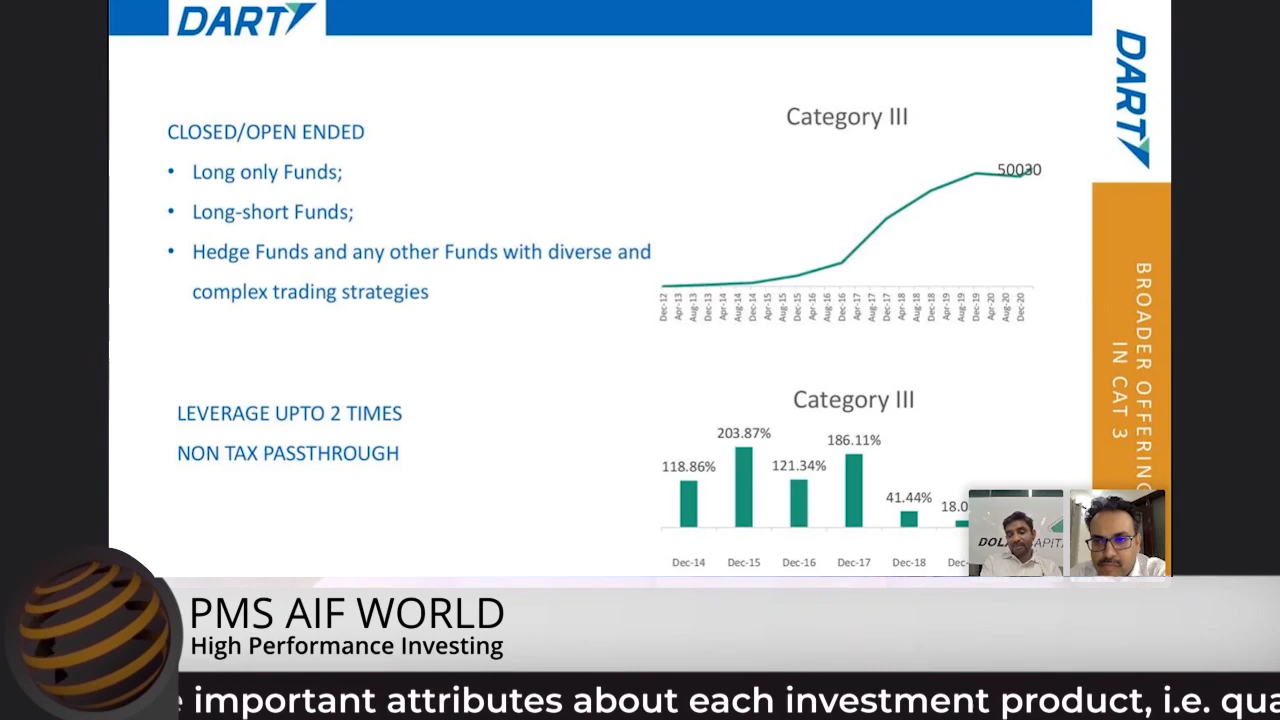 DART
DART
CLOSED/OPEN ENDED
• Long only Funds;
• Long-short Funds;
• Hedge Funds and any other Funds with diverse and
complex trading strategies
LEVERAGE UPTO 2 TIMES
NON TAX PASSTHROUGH
Category III
50030
Dec-12
Apr-13
Aug-13
Dec-13
Apr-14
Aug-14
Dec-14
Apr-15
Aug-15
Dec-15
Apr-16
Aug-16
Dec-16
Apr-17
Aug-17
Dec-17
Apr-18
Aug-18
Dec-18
Apr-19
Aug-19
Dec-19
Apr-20
Aug-20
Dec-20
Category III
118.86%
203.87%
121.34%
186.11%
41.44%
18.0
Dec-14
Dec-15
Dec-16
Dec-17
Dec-18
Dec-
BROADER OFFERING
IN CAT 3
PMS AIF WORLD
High Performance Investing
important attributes about each investment product, i.e. qua